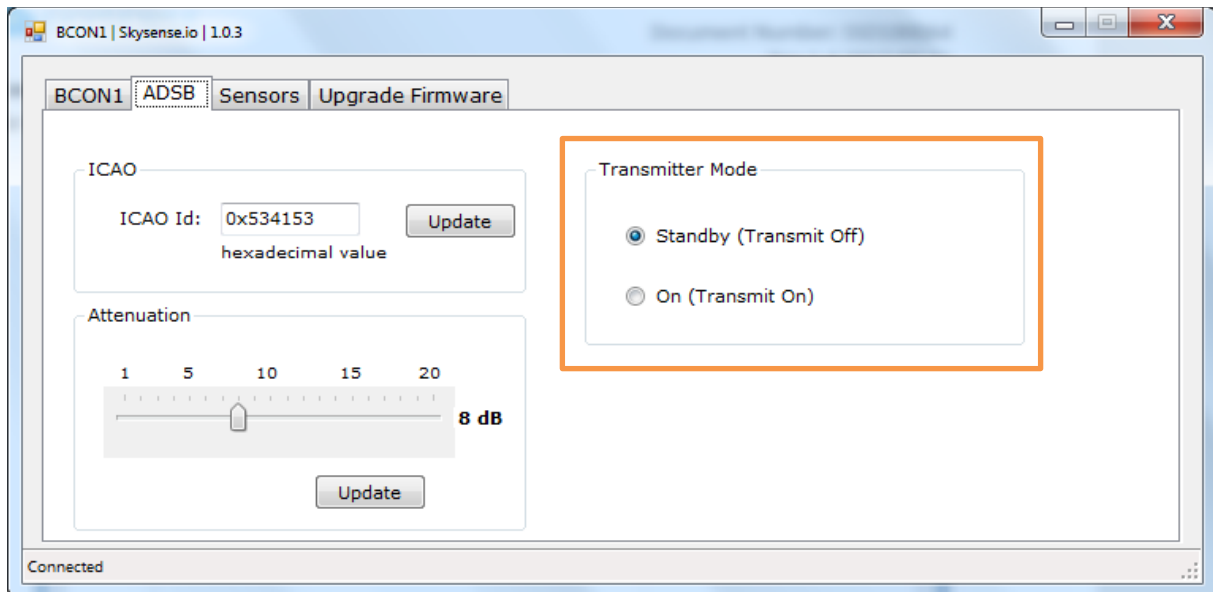 BCON1 | Skysense.io | 1.0.3
BCON1 ADSB Sensors Upgrade Firmware
ICAO
ICAO Id: 0x534153 Update
hexadecimal value
Attenuation
1 5 10 15 20
8 dB
Update
Transmitter Mode
Standby (Transmit Off)
On (Transmit On)
Connected